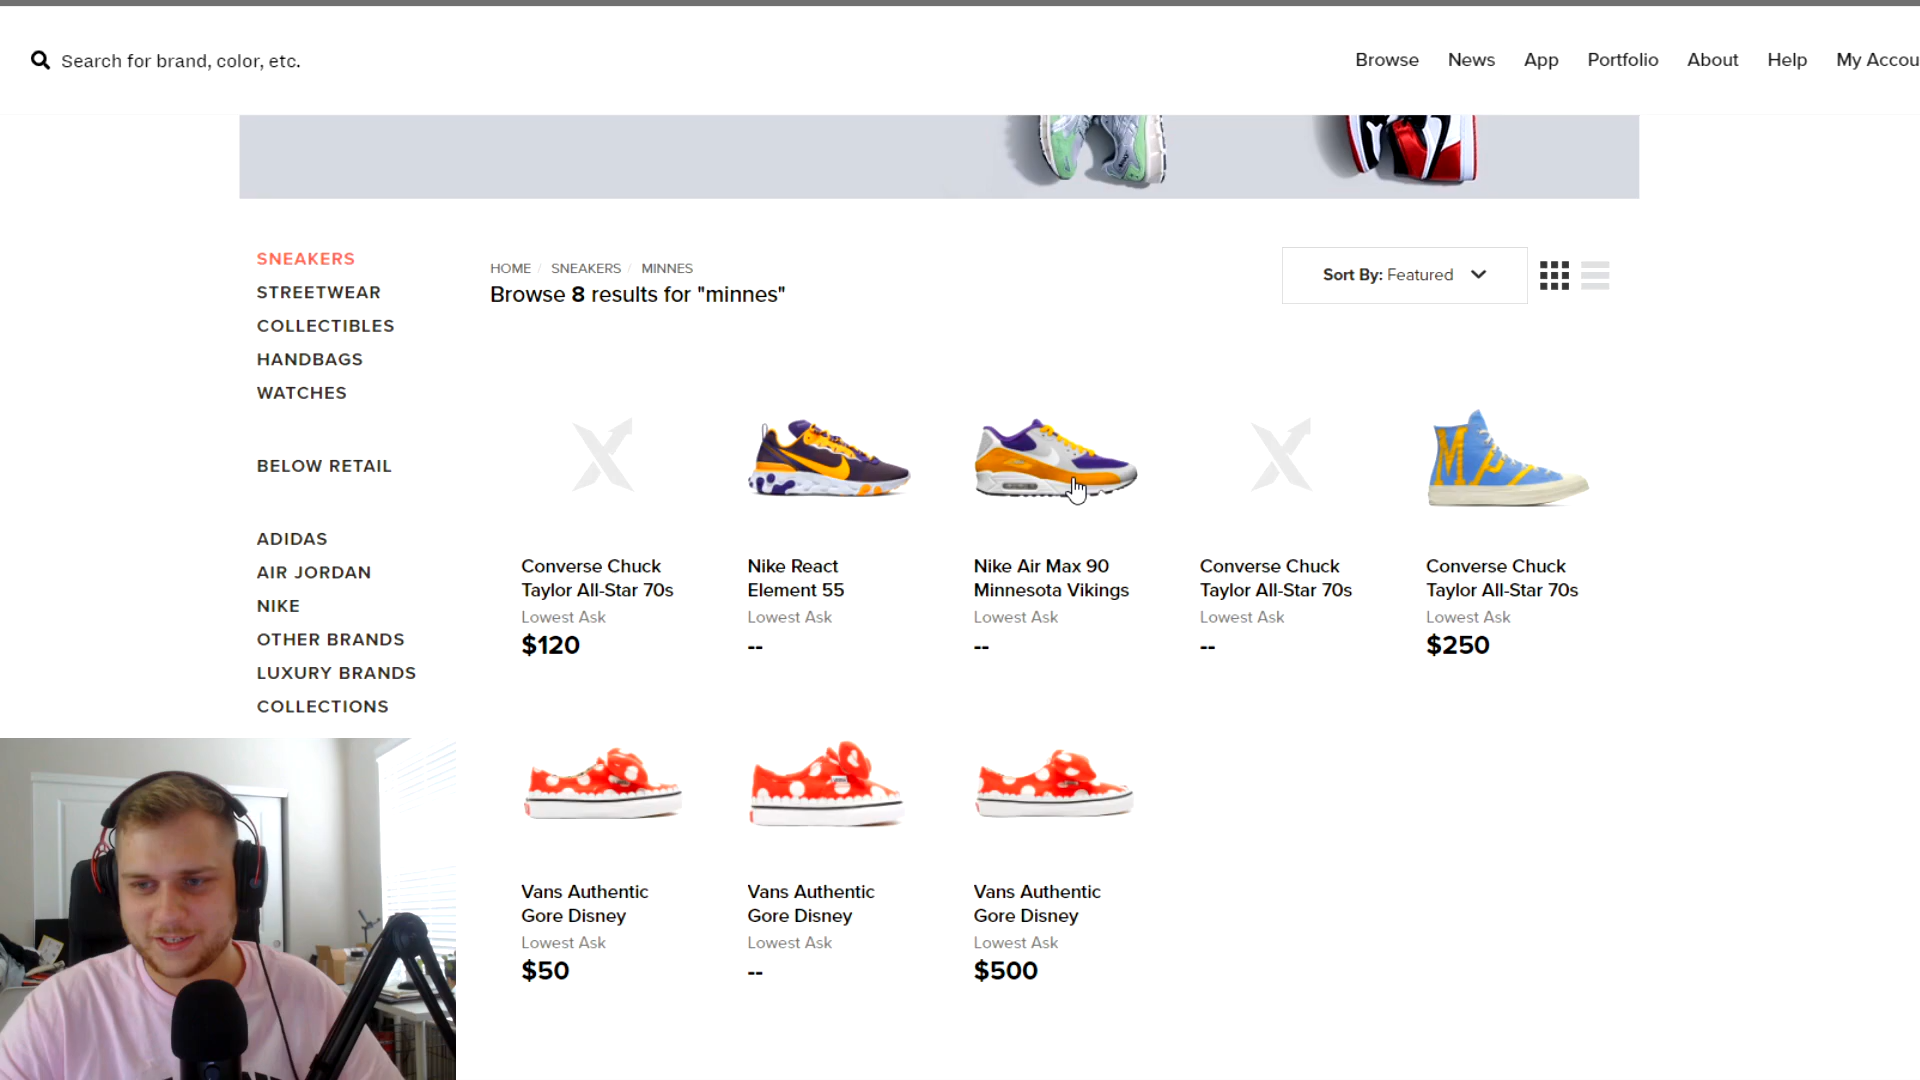 Search for brand, color, etc.
Browse News App Portfolio About Help My Accou
SNEAKERS
STREETWEAR
COLLECTIBLES
HANDBAGS
WATCHES
BELOW RETAIL
ADIDAS
AIR JORDAN
NIKE
OTHER BRANDS
LUXURY BRANDS
COLLECTIONS
HOME / SNEAKERS / MINNES
Browse 8 results for "minnes"
Sort By: Featured
Converse Chuck
Taylor All-Star 70s
Lowest Ask
$120
Nike React
Element 55
Lowest Ask
--
Nike Air Max 90
Minnesota Vikings
Lowest Ask
--
Converse Chuck
Taylor All-Star 70s
Lowest Ask
--
Converse Chuck
Taylor All-Star 70s
Lowest Ask
$250
Vans Authentic
Gore Disney
Lowest Ask
$50
Vans Authentic
Gore Disney
Lowest Ask
--
Vans Authentic
Gore Disney
Lowest Ask
$500